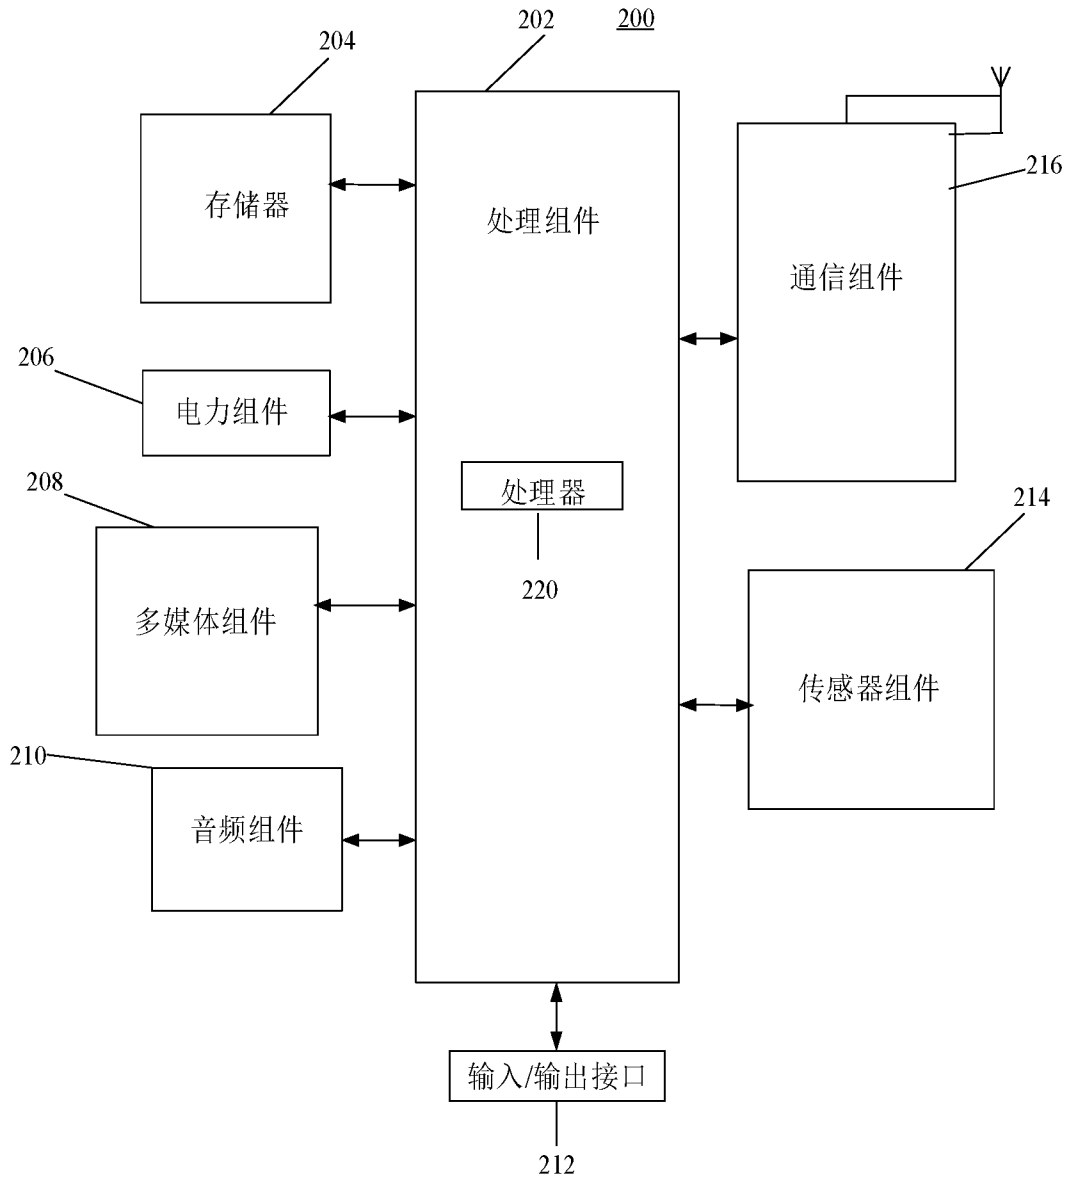 202
200
204
216
存储器
处理组件
通信组件
206
电力组件
208
处理器
214
220
多媒体组件
传感器组件
210
音频组件
输入/输出接口
212